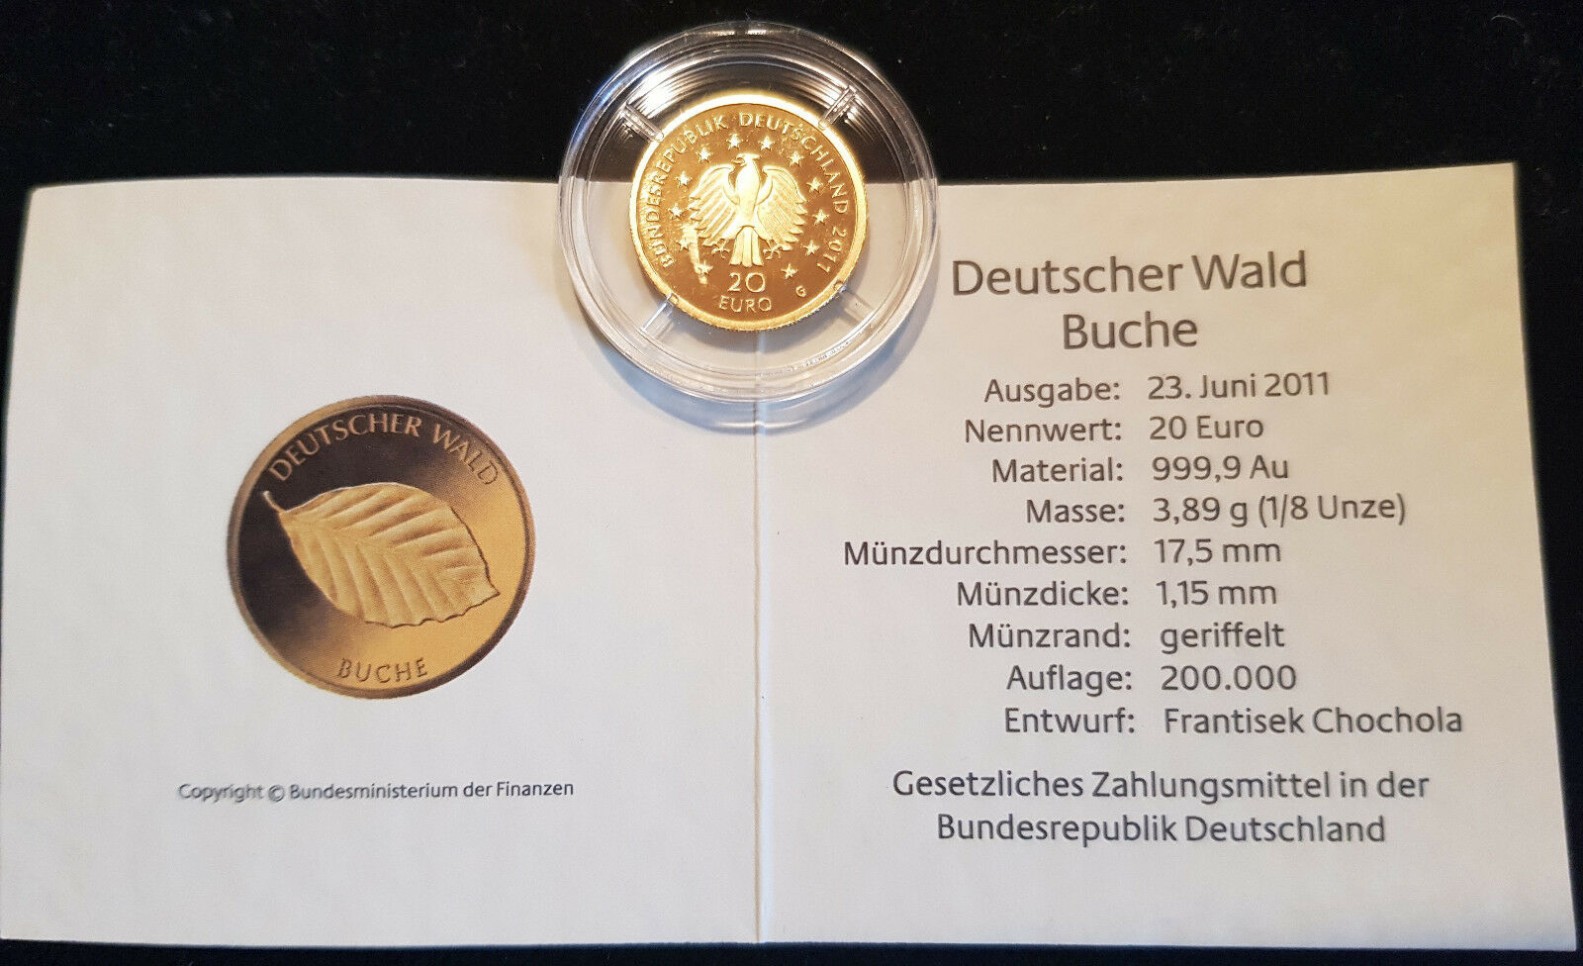 BUNDESREPUBLIK DEUTSCHLAND 2011
20
EURO
G
DEUTSCHER WALD
BUCHE
Copyright © Bundesministerium der Finanzen
Deutscher Wald
Buche
Ausgabe: 23. Juni 2011
Nennwert: 20 Euro
Material: 999,9 Au
Masse: 3,89 g (1/8 Unze)
Münzdurchmesser: 17,5 mm
Münzdicke: 1,15 mm
Münzrand: geriffelt
Auflage: 200.000
Entwurf: Frantisek Chochola
Gesetzliches Zahlungsmittel in der
Bundesrepublik Deutschland